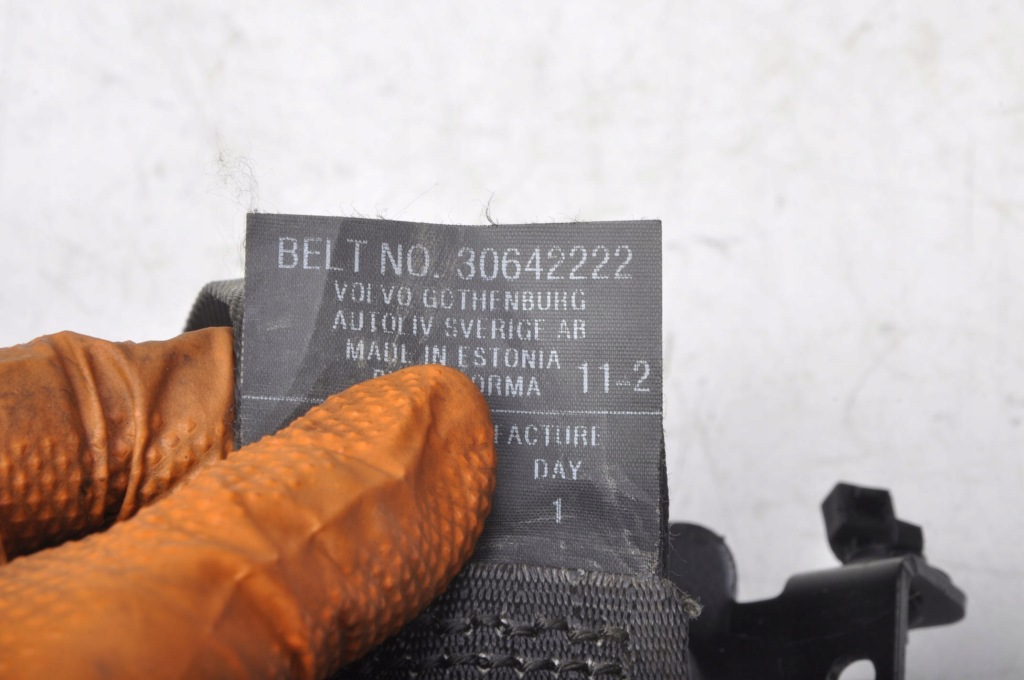 BELT NO. 30642222
VOLVO GOTHENBURG
AUTOLIV SVERIGE AB
MADE IN ESTONIA
11-2
DAY
1